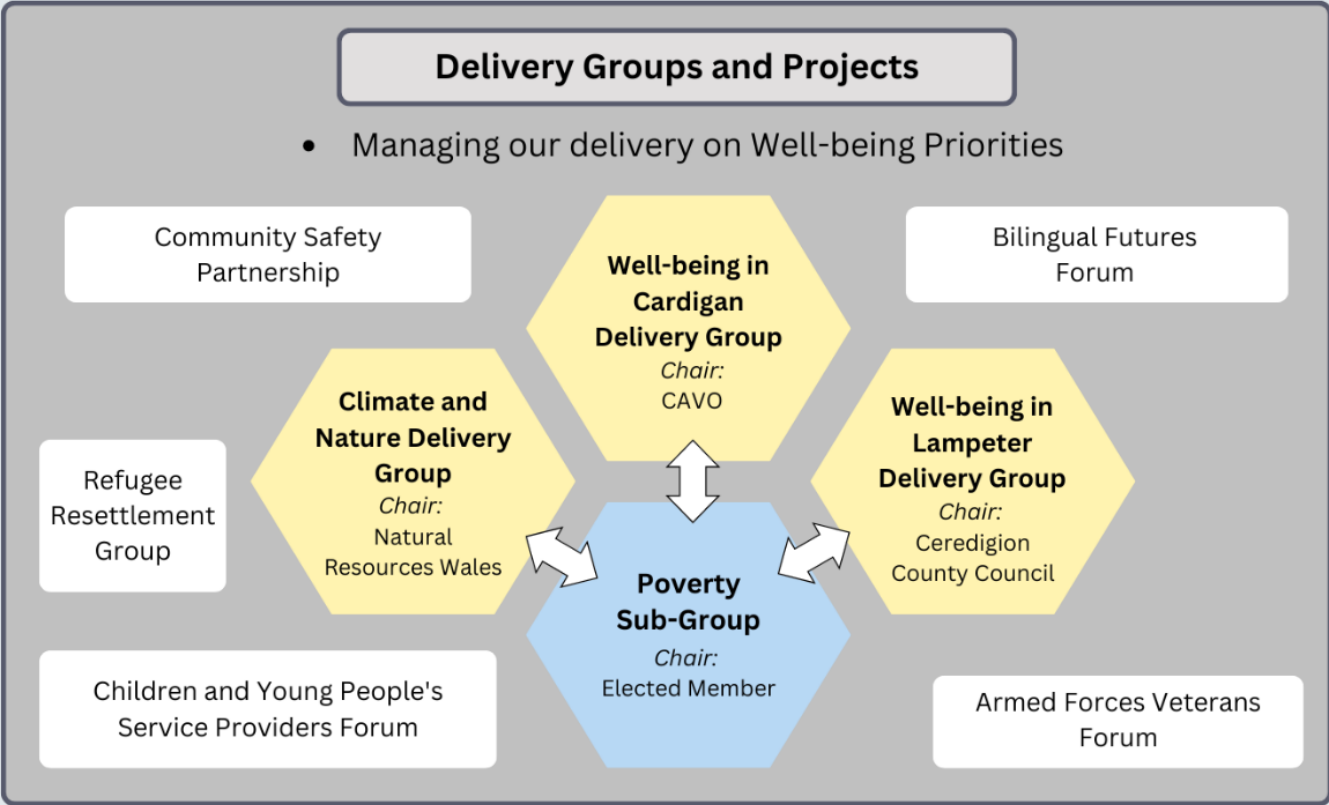 Delivery Groups and Projects
• Managing our delivery on Well-being Priorities
Community Safety
Partnership
Well-being in
Cardigan
Delivery Group
Chair:
CAVO
Bilingual Futures
Forum
Climate and
Nature Delivery
Group
Chair:
Natural
Resources Wales
Well-being in
Lampeter
Delivery Group
Chair:
Ceredigion
County Council
Refugee
Resettlement
Group
Poverty
Sub-Group
Chair:
Elected Member
Children and Young People's
Service Providers Forum
Armed Forces Veterans
Forum